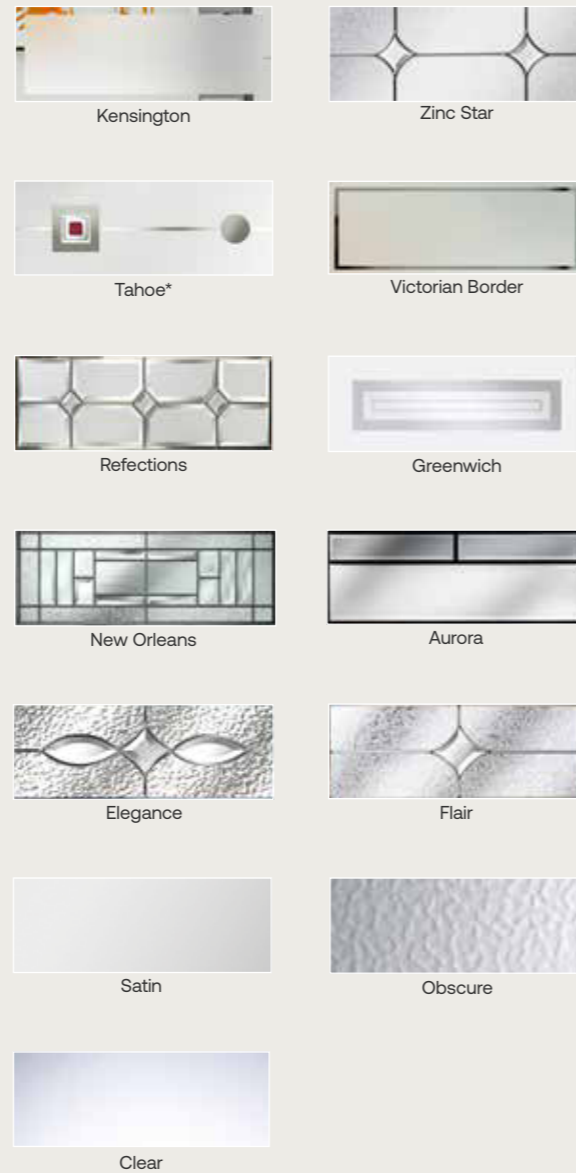 Kensington
Zinc Star
Tahoe*
Victorian Border
Refections
Greenwich
New Orleans
Aurora
Elegance
Flair
Satin
Obscure
Clear